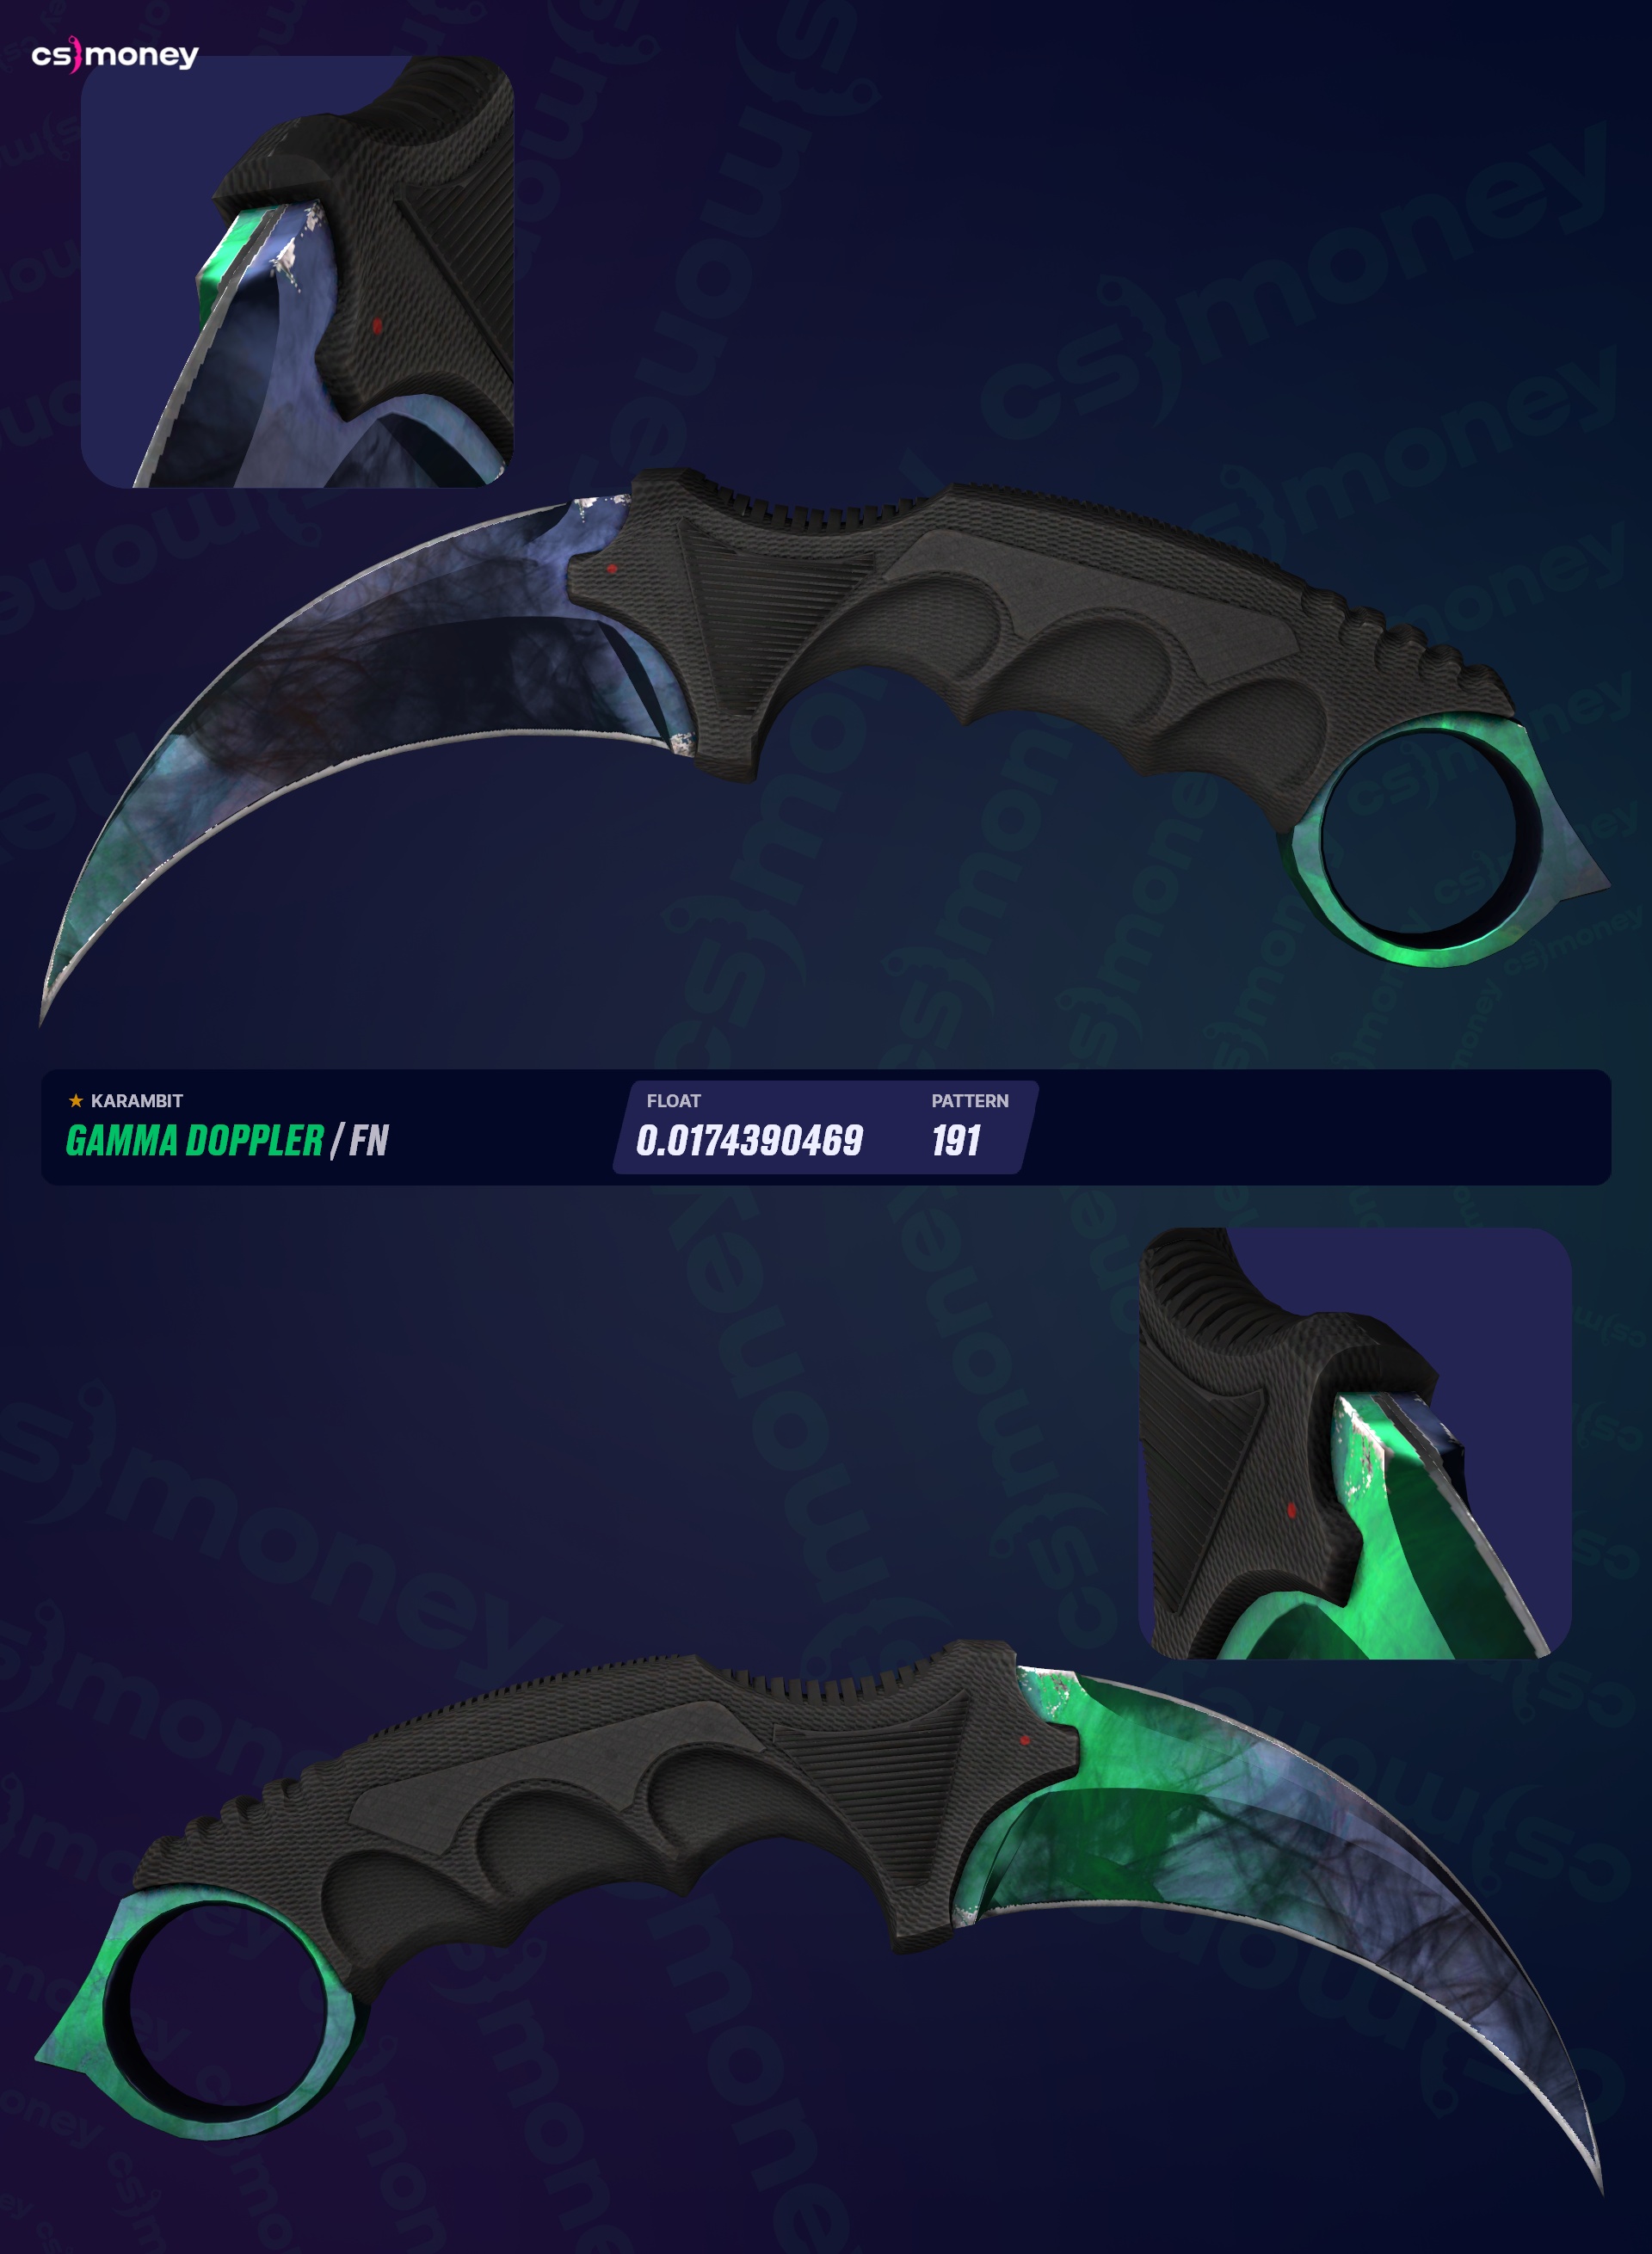 cs}money
★ KARAMBIT
GAMMA DOPPLER / FN
FLOAT
0.0174390469
PATTERN
191